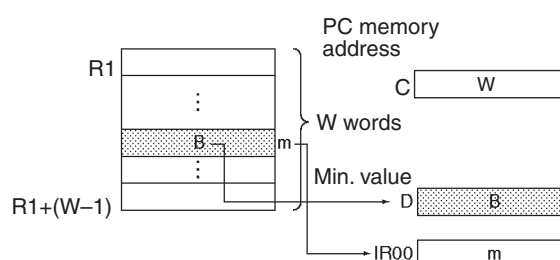 PC memory
address
R1
C
W
⋮
W words
B
m
⋮
Min. value
R1+(W–1)
D
B
IR00
m